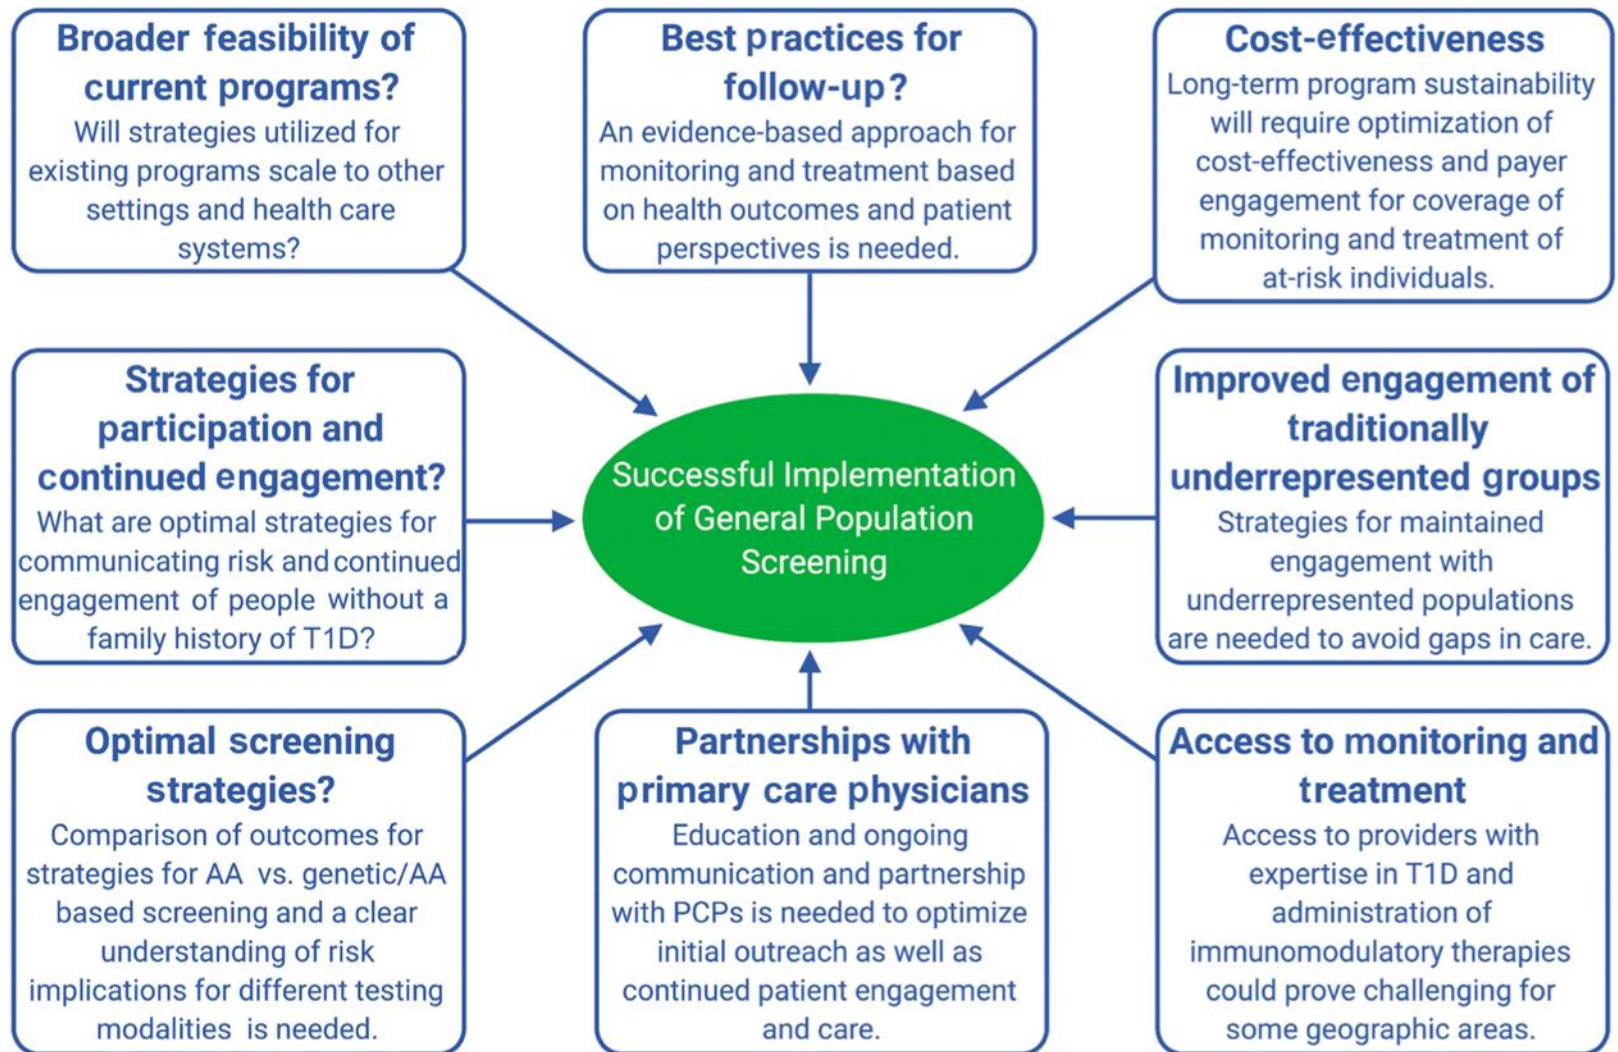 Broader feasibility of
current programs?
Will strategies utilized for
existing programs scale to other
settings and health care
systems?
Best practices for
follow-up?
An evidence-based approach for
monitoring and treatment based
on health outcomes and patient
perspectives is needed.
Cost-effectiveness
Long-term program sustainability
will require optimization of
cost-effectiveness and payer
engagement for coverage of
monitoring and treatment of
at-risk individuals.
Strategies for
participation and
continued engagement?
What are optimal strategies for
communicating risk and continued
engagement of people without a
family history of T1D?
Successful Implementation
of General Population
Screening
Improved engagement of
traditionally
underrepresented groups
Strategies for maintained
engagement with
underrepresented populations
are needed to avoid gaps in care.
Optimal screening
strategies?
Comparison of outcomes for
strategies for AA vs. genetic/AA
based screening and a clear
understanding of risk
implications for different testing
modalities is needed.
Partnerships with
primary care physicians
Education and ongoing
communication and partnership
with PCPs is needed to optimize
initial outreach as well as
continued patient engagement
and care.
Access to monitoring and
treatment
Access to providers with
expertise in T1D and
administration of
immunomodulatory therapies
could prove challenging for
some geographic areas.